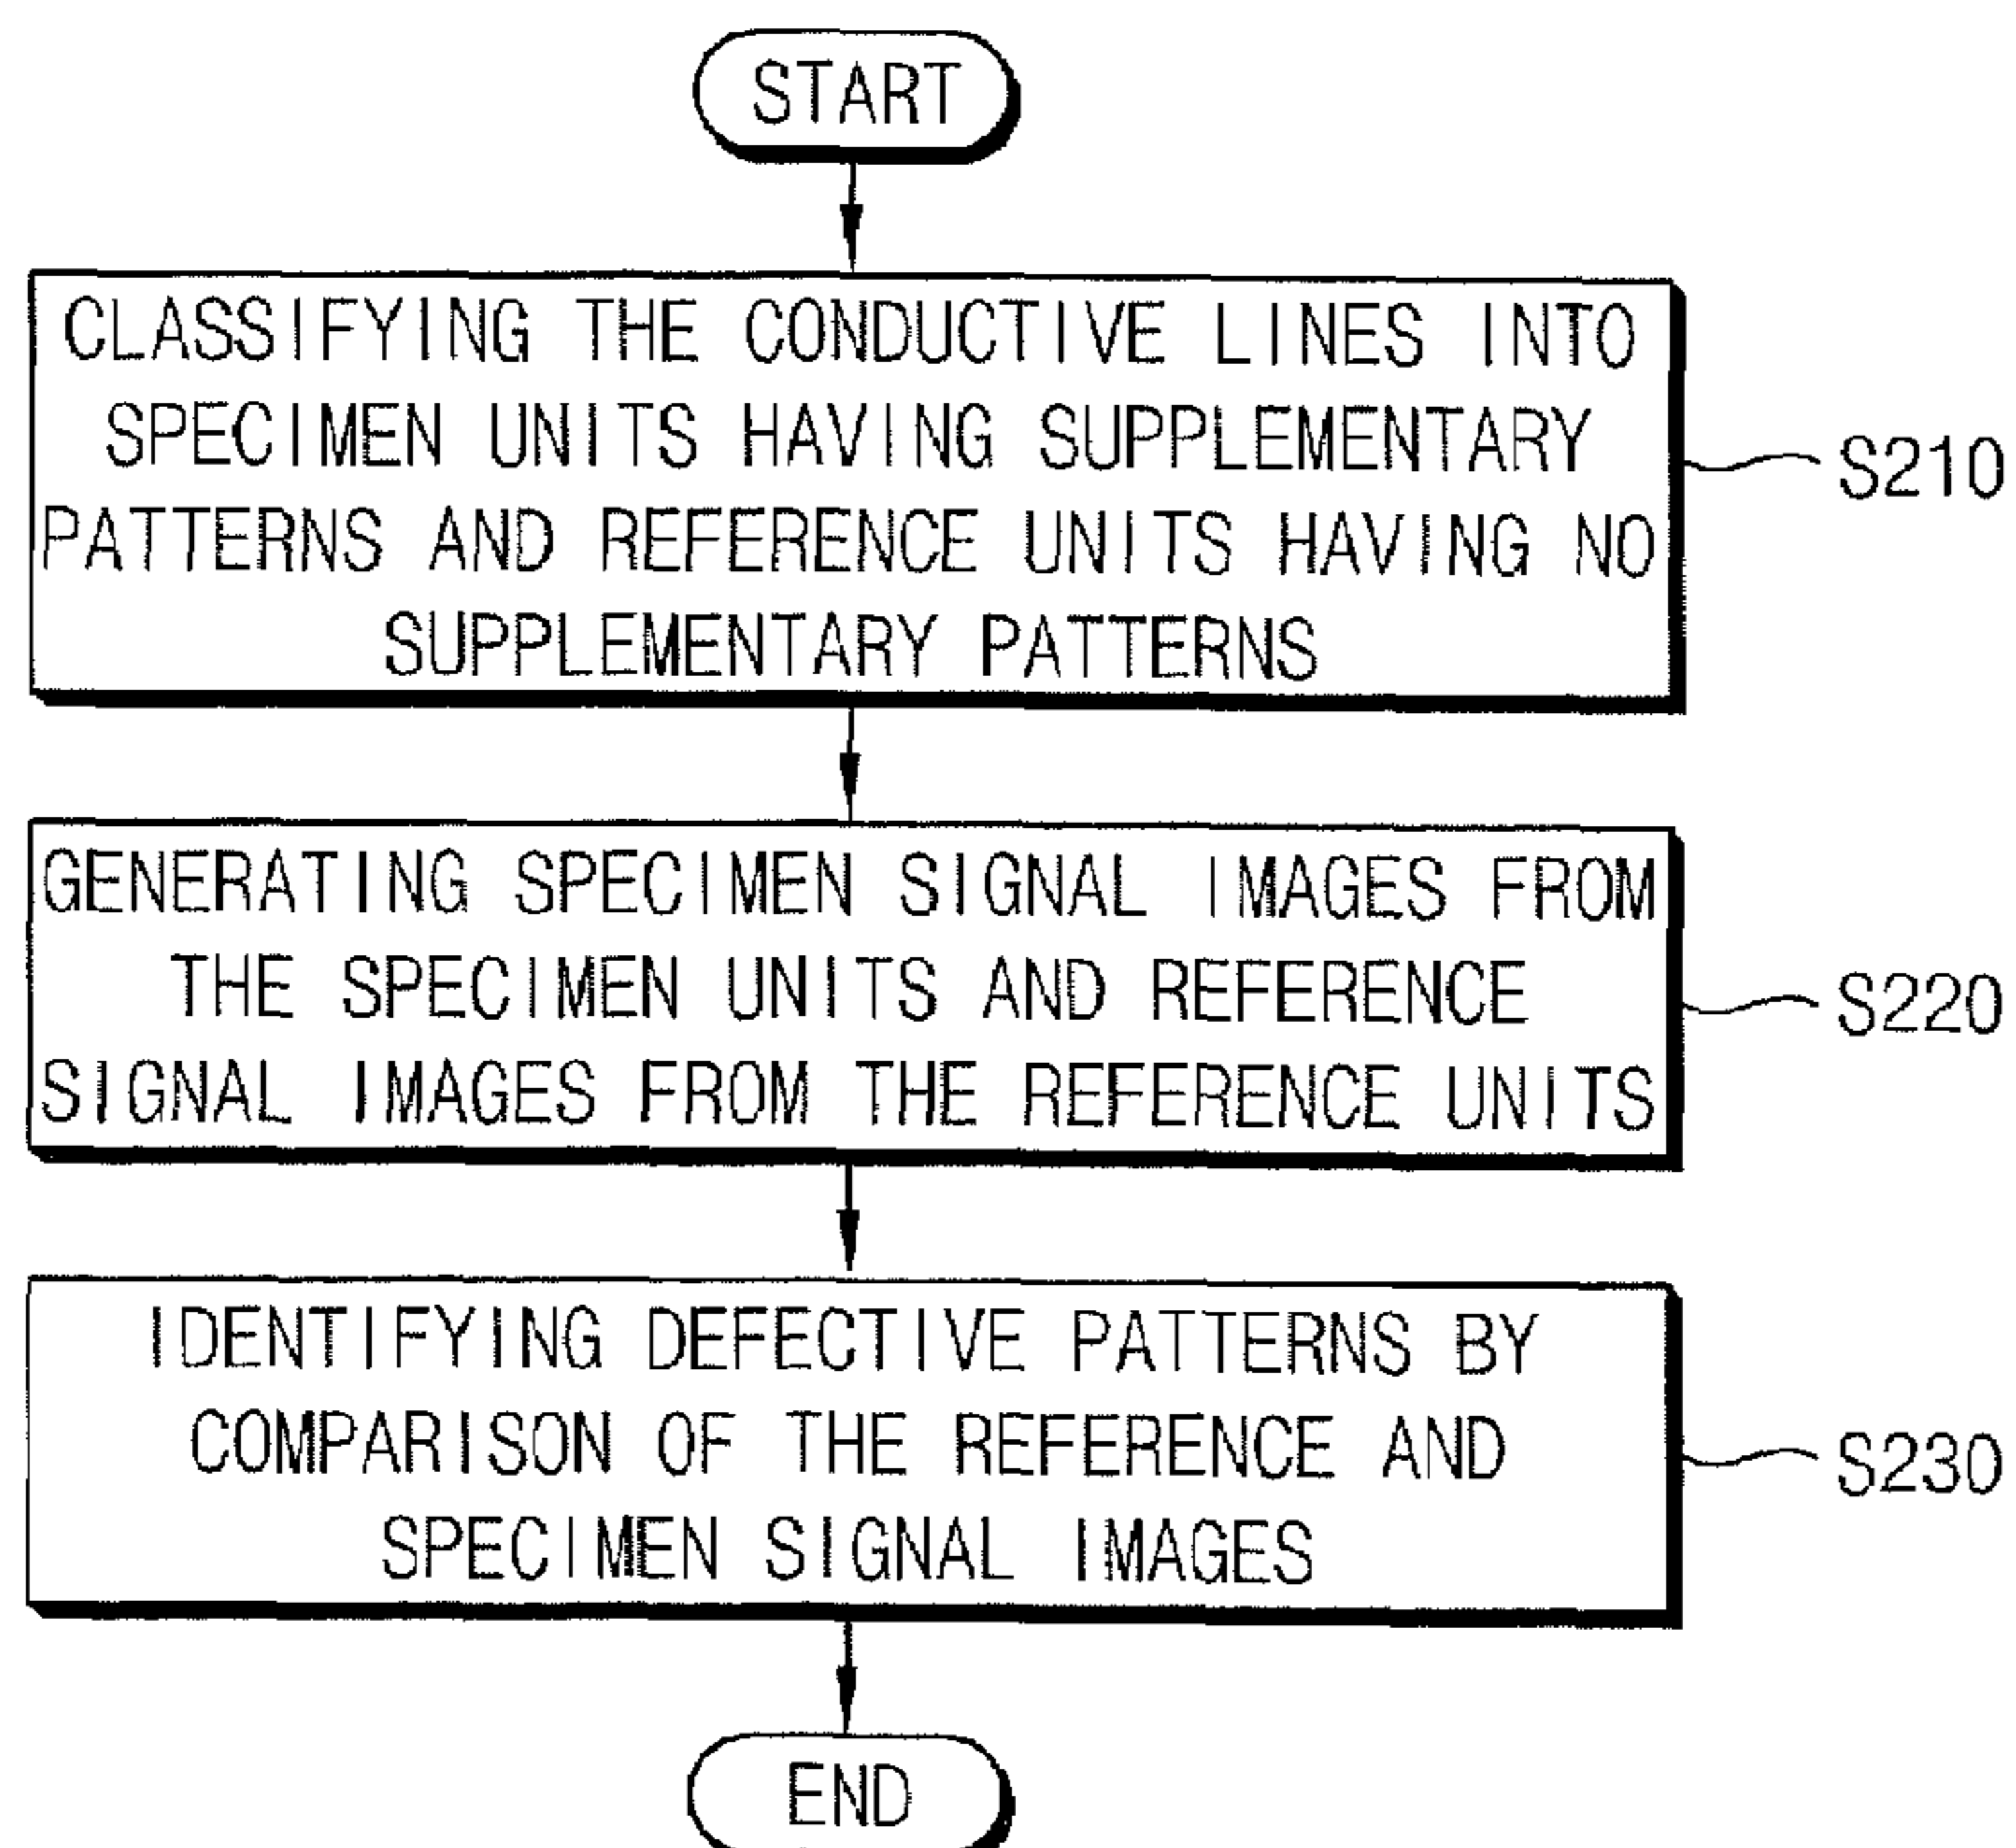 START
CLASSIFYING THE CONDUCTIVE LINES INTO
SPECIMEN UNITS HAVING SUPPLEMENTARY
PATTERNS AND REFERENCE UNITS HAVING NO
SUPPLEMENTARY PATTERNS
S210
GENERATING SPECIMEN SIGNAL IMAGES FROM
THE SPECIMEN UNITS AND REFERENCE
SIGNAL IMAGES FROM THE REFERENCE UNITS
S220
IDENTIFYING DEFECTIVE PATTERNS BY
COMPARISON OF THE REFERENCE AND
SPECIMEN SIGNAL IMAGES
S230
END